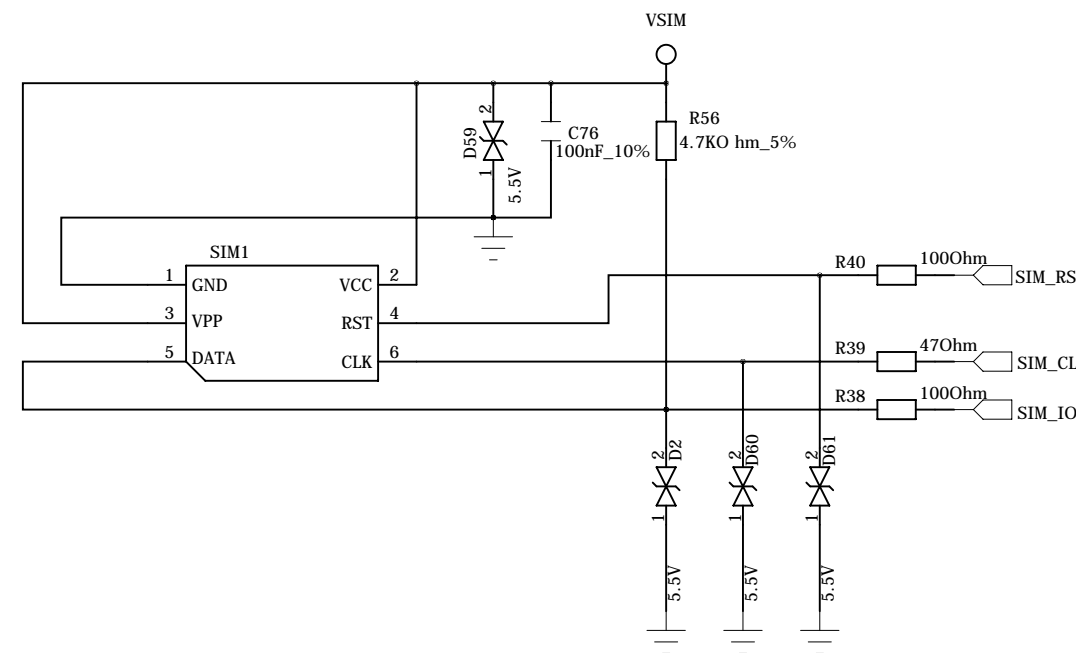 VSIM
R56
4.7KO hm_5%
C76
100nF_10%
D59
2
1
5.5V
SIM1
1
GND
VCC
2
3
VPP
RST
4
5
DATA
CLK
6
R40
100Ohm
SIM_RS
R39
47Ohm
SIM_CL
R38
100Ohm
SIM_IO
2
D2
1
5.5V
2
D60
1
5.5V
2
D61
1
5.5V